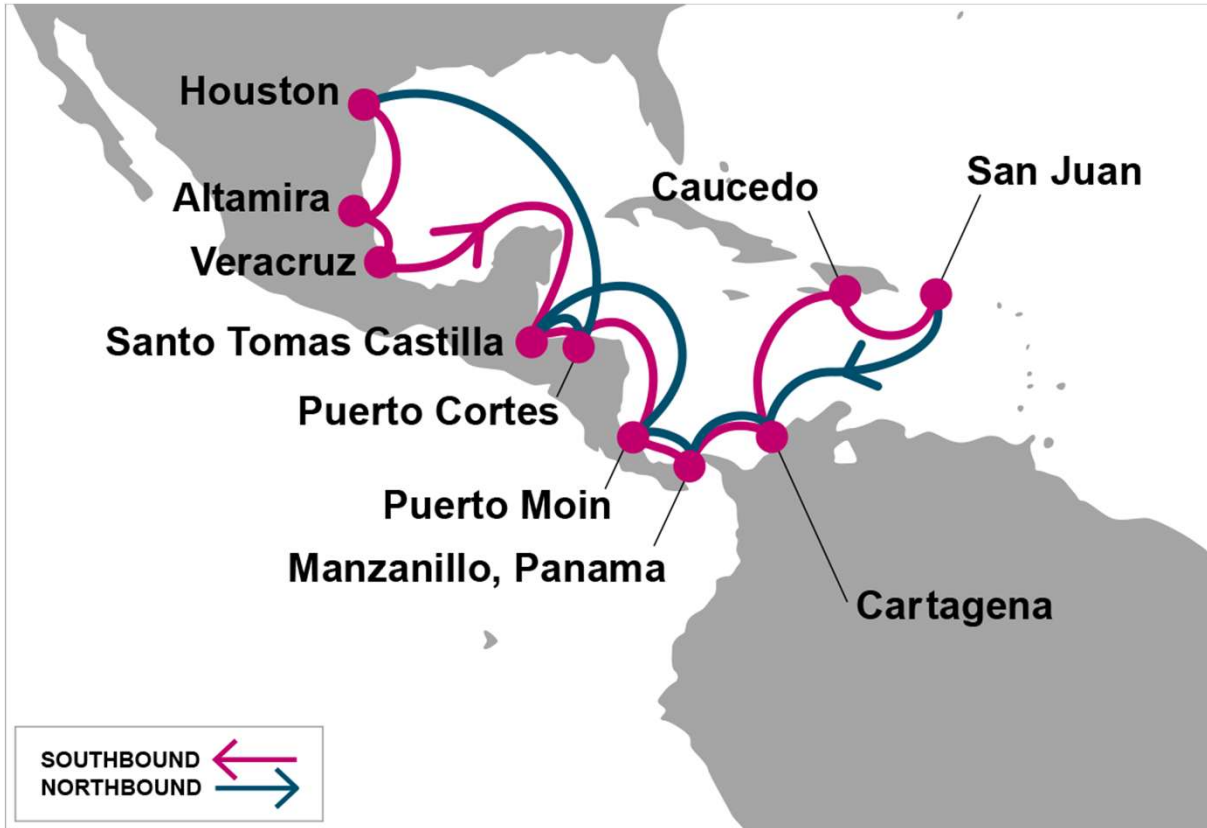 Houston
Altamira
Veracruz
Caucedo
San Juan
Santo Tomas Castilla
Puerto Cortes
Puerto Moin
Manzanillo, Panama
Cartagena
SOUTHBOUND
NORTHBOUND